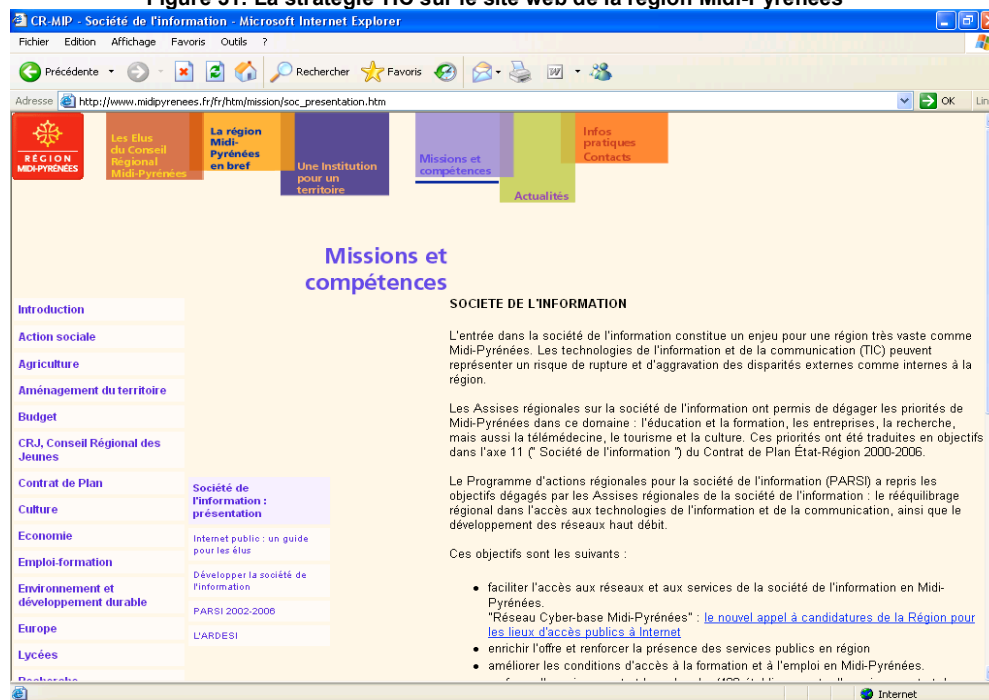 Figure 31: La stratégie TIC sur le site web de la région Midi-Pyrénées
CR-MIP - Société de l'information - Microsoft Internet Explorer
Fichier Edition Affichage Favoris Outils ?
Précédente Rechercher Favoris
Adresse http://www.midipyrenees.fr/fr/htm/mission/soc_presentation.htm OK
RÉGION
MIDI-PYRÉNÉES
Les Elus
du Conseil
Régional
Midi-Pyrénées
La région
Midi-
Pyrénées
en bref
Une Institution
pour un
territoire
Missions et
compétences
Actualités
Infos
pratiques
Contacts
Missions et
compétences
Introduction
Action sociale
Agriculture
Aménagement du territoire
Budget
CRJ, Conseil Régional des
Jeunes
Contrat de Plan
Culture
Economie
Emploi-formation
Environnement et
développement durable
Europe
Lycées
Recherche
Société de
l'information :
présentation
Internet public : un guide
pour les élus
Développer la société de
l'information
PARSI 2002-2006
L'ARDESI
SOCIETE DE L'INFORMATION
L'entrée dans la société de l'information constitue un enjeu pour une région très vaste comme
Midi-Pyrénées. Les technologies de l'information et de la communication (TIC) peuvent
représenter un risque de rupture et d'aggravation des disparités externes comme internes à la
région.
Les Assises régionales sur la société de l'information ont permis de dégager les priorités de
Midi-Pyrénées dans ce domaine : l'éducation et la formation, les entreprises, la recherche,
mais aussi la télémédecine, le tourisme et la culture. Ces priorités ont été traduites en objectifs
dans l'axe 11 (" Société de l'information ") du Contrat de Plan État-Région 2000-2006.
Le Programme d'actions régionales pour la société de l'information (PARSI) a repris les
objectifs dégagés par les Assises régionales de la société de l'information : le rééquilibrage
régional dans l'accès aux technologies de l'information et de la communication, ainsi que le
développement des réseaux haut débit.
Ces objectifs sont les suivants :
• faciliter l'accès aux réseaux et aux services de la société de l'information en Midi-
Pyrénées.
"Réseau Cyber-base Midi-Pyrénées" : le nouvel appel à candidatures de la Région pour
les lieux d'accès publics à Internet
• enrichir l'offre et renforcer la présence des services publics en région
• améliorer les conditions d'accès à la formation et à l'emploi en Midi-Pyrénées.
Internet